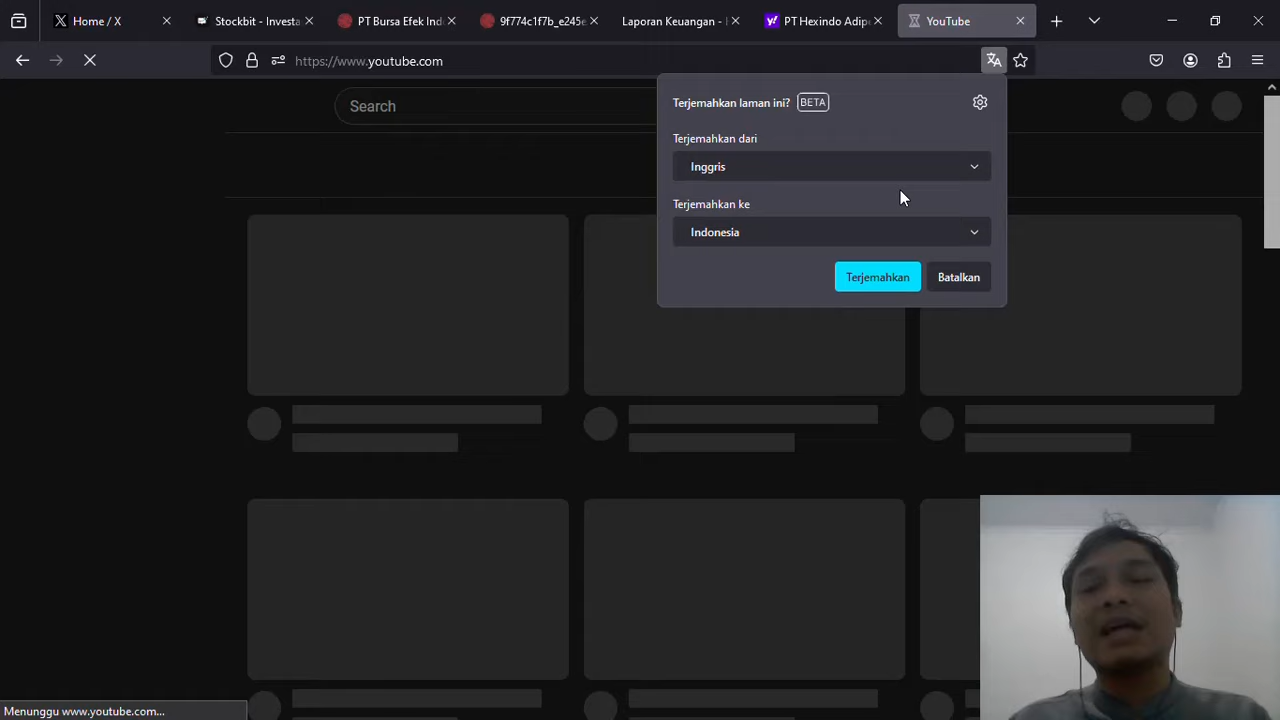 Home / X
Stockbit - Investa
PT Bursa Efek Ind
9f774c1f7b_e245e
Laporan Keuangan -
PT Hexindo Adipe
YouTube
https://www.youtube.com
Search
Terjemahkan laman ini? BETA
Terjemahkan dari
Inggris
Terjemahkan ke
Indonesia
Terjemahkan
Batalkan
Menunggu www.youtube.com...